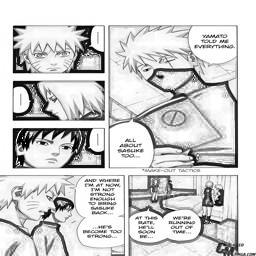 YAMATO
TOLD ME
EVERYTHING.
ALL
ABOUT
SASUKE
TOO...
*MAKE-OUT TACTICS
AND WHERE
I'M AT NOW,
I'M NOT
STRONG
ENOUGH
TO BRING
SASUKE
BACK...
HE'S
BECOME TOO
STRONG...
AT THIS
RATE,
HE'LL
SOON
BE...
WE'RE
RUNNING
OUT OF
TIME...